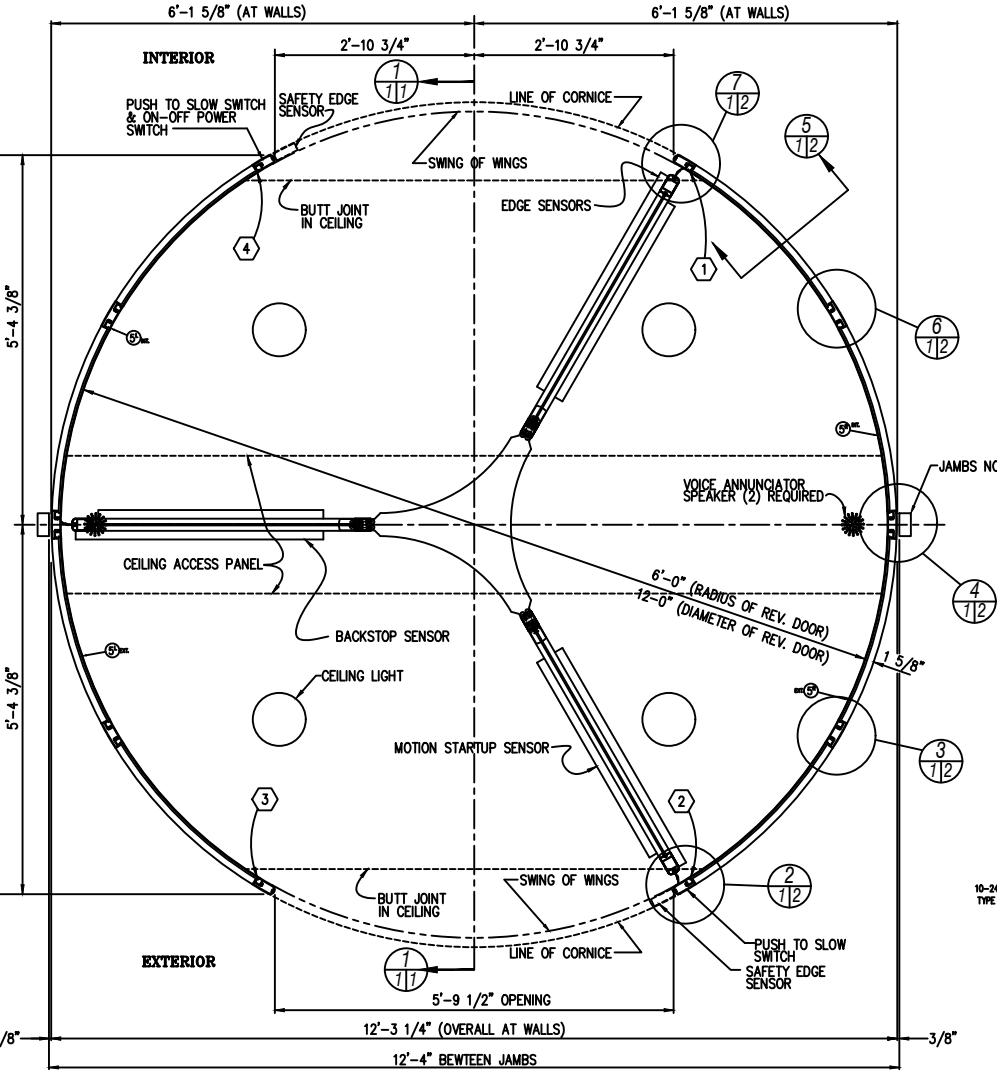 6'-1 5/8" (AT WALLS)
6'-1 5/8" (AT WALLS)
2'-10 3/4"
2'-10 3/4"
INTERIOR
1
1|1
7
1|2
PUSH TO SLOW SWITCH
& ON-OFF POWER
SWITCH
SAFETY EDGE
SENSOR
LINE OF CORNICE
5
1|2
SWING OF WINGS
BUTT JOINT
IN CEILING
EDGE SENSORS
4
1
5'-4 3/8"
6
1|2
VOICE ANNUNCIATOR
SPEAKER (2) REQUIRED
JAMBS NO
CEILING ACCESS PANEL
6'-0" (RADIUS OF REV. DOOR)
12-0" (DIAMETER OF REV. DOOR)
4
1|2
BACKSTOP SENSOR
1 5/8"
CEILING LIGHT
5'-4 3/8"
MOTION STARTUP SENSOR
3
1|2
3
2
SWING OF WINGS
2
1|2
BUTT JOINT
IN CEILING
10-24
TYPE
EXTERIOR
1
1|1
LINE OF CORNICE
PUSH TO SLOW
SWITCH
SAFETY EDGE
SENSOR
5'-9 1/2" OPENING
/8"
12'-3 1/4" (OVERALL AT WALLS)
3/8"
12'-4" BEWTEEN JAMBS